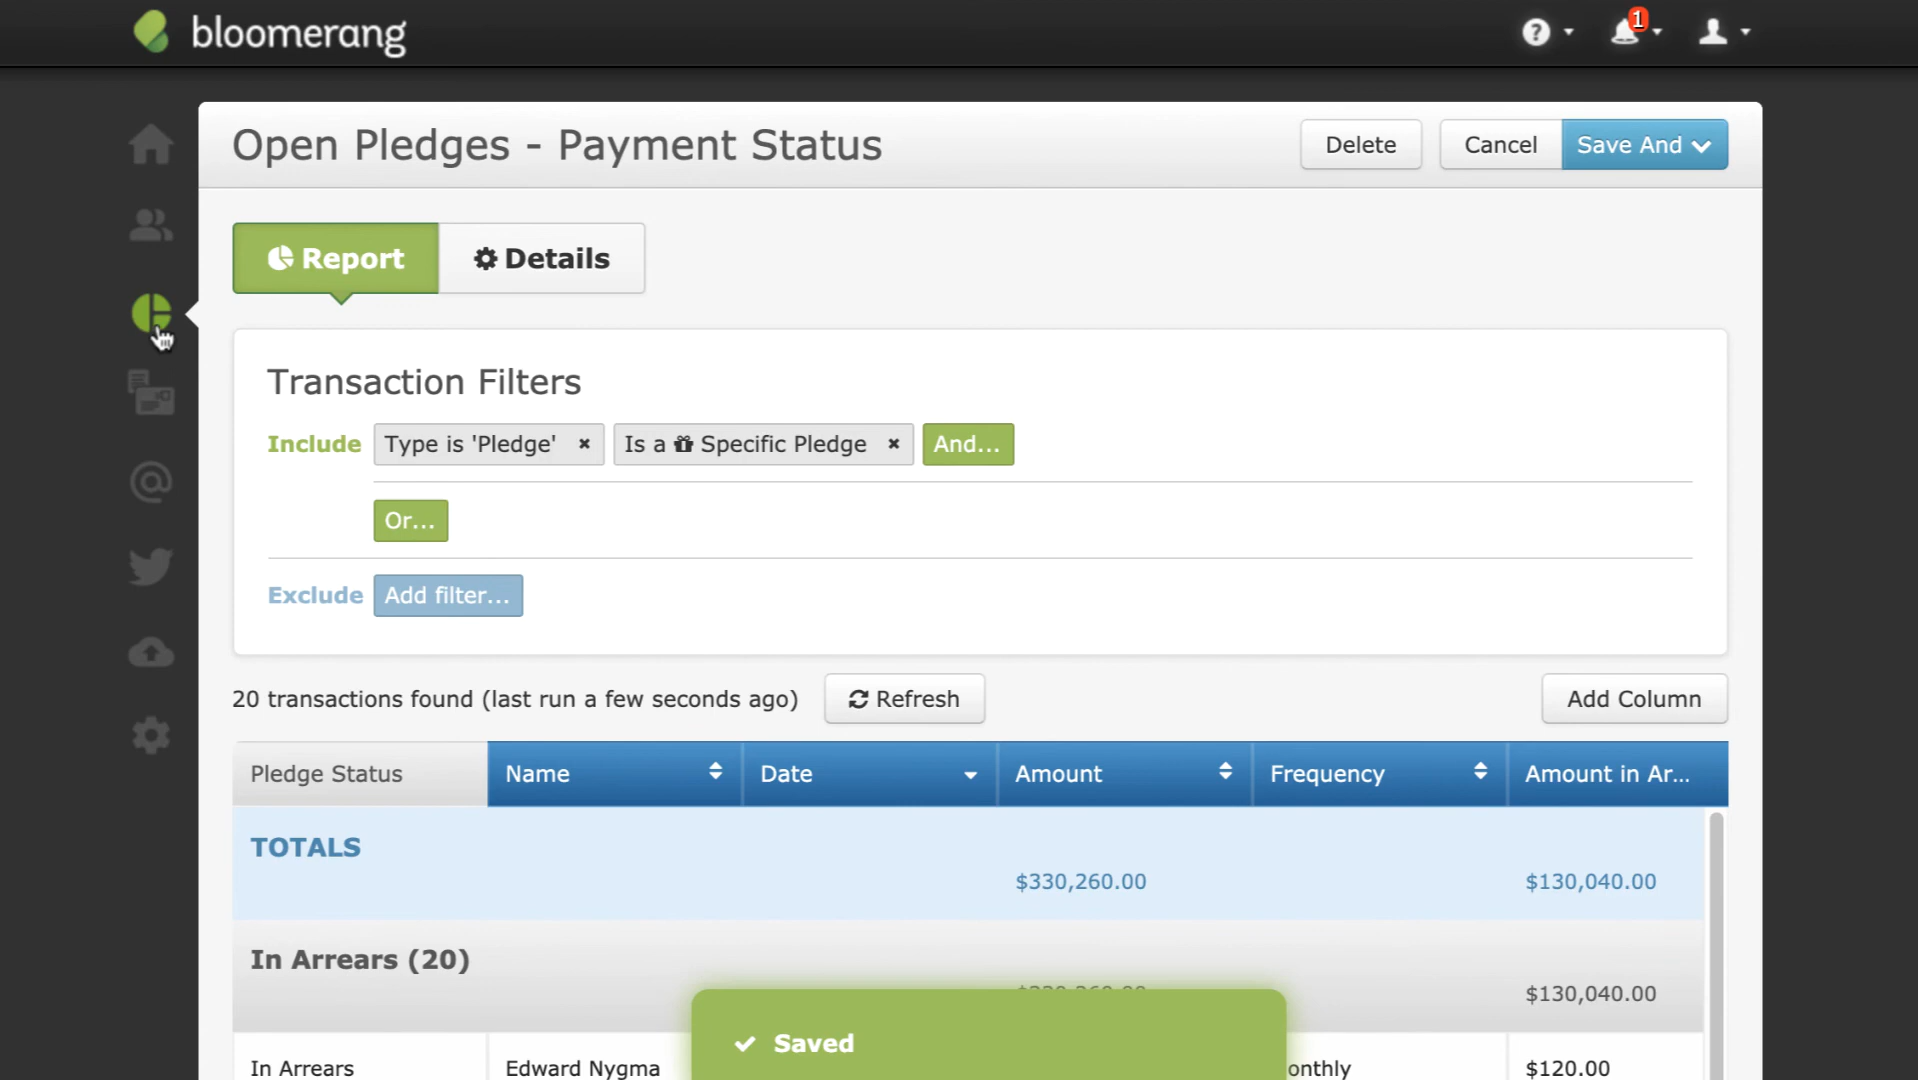 bloomerang
1
Open Pledges - Payment Status
Delete
Cancel
Save And
Report
Details
Transaction Filters
Include
Type is 'Pledge'
Is a Specific Pledge
And...
Or...
Exclude
Add filter...
20 transactions found (last run a few seconds ago)
Refresh
Add Column
Pledge Status
Name
Date
Amount
Frequency
Amount in Ar...
TOTALS
$330,260.00
$130,040.00
In Arrears (20)
$130,040.00
Saved
In Arrears
Edward Nygma
onthly
$120.00